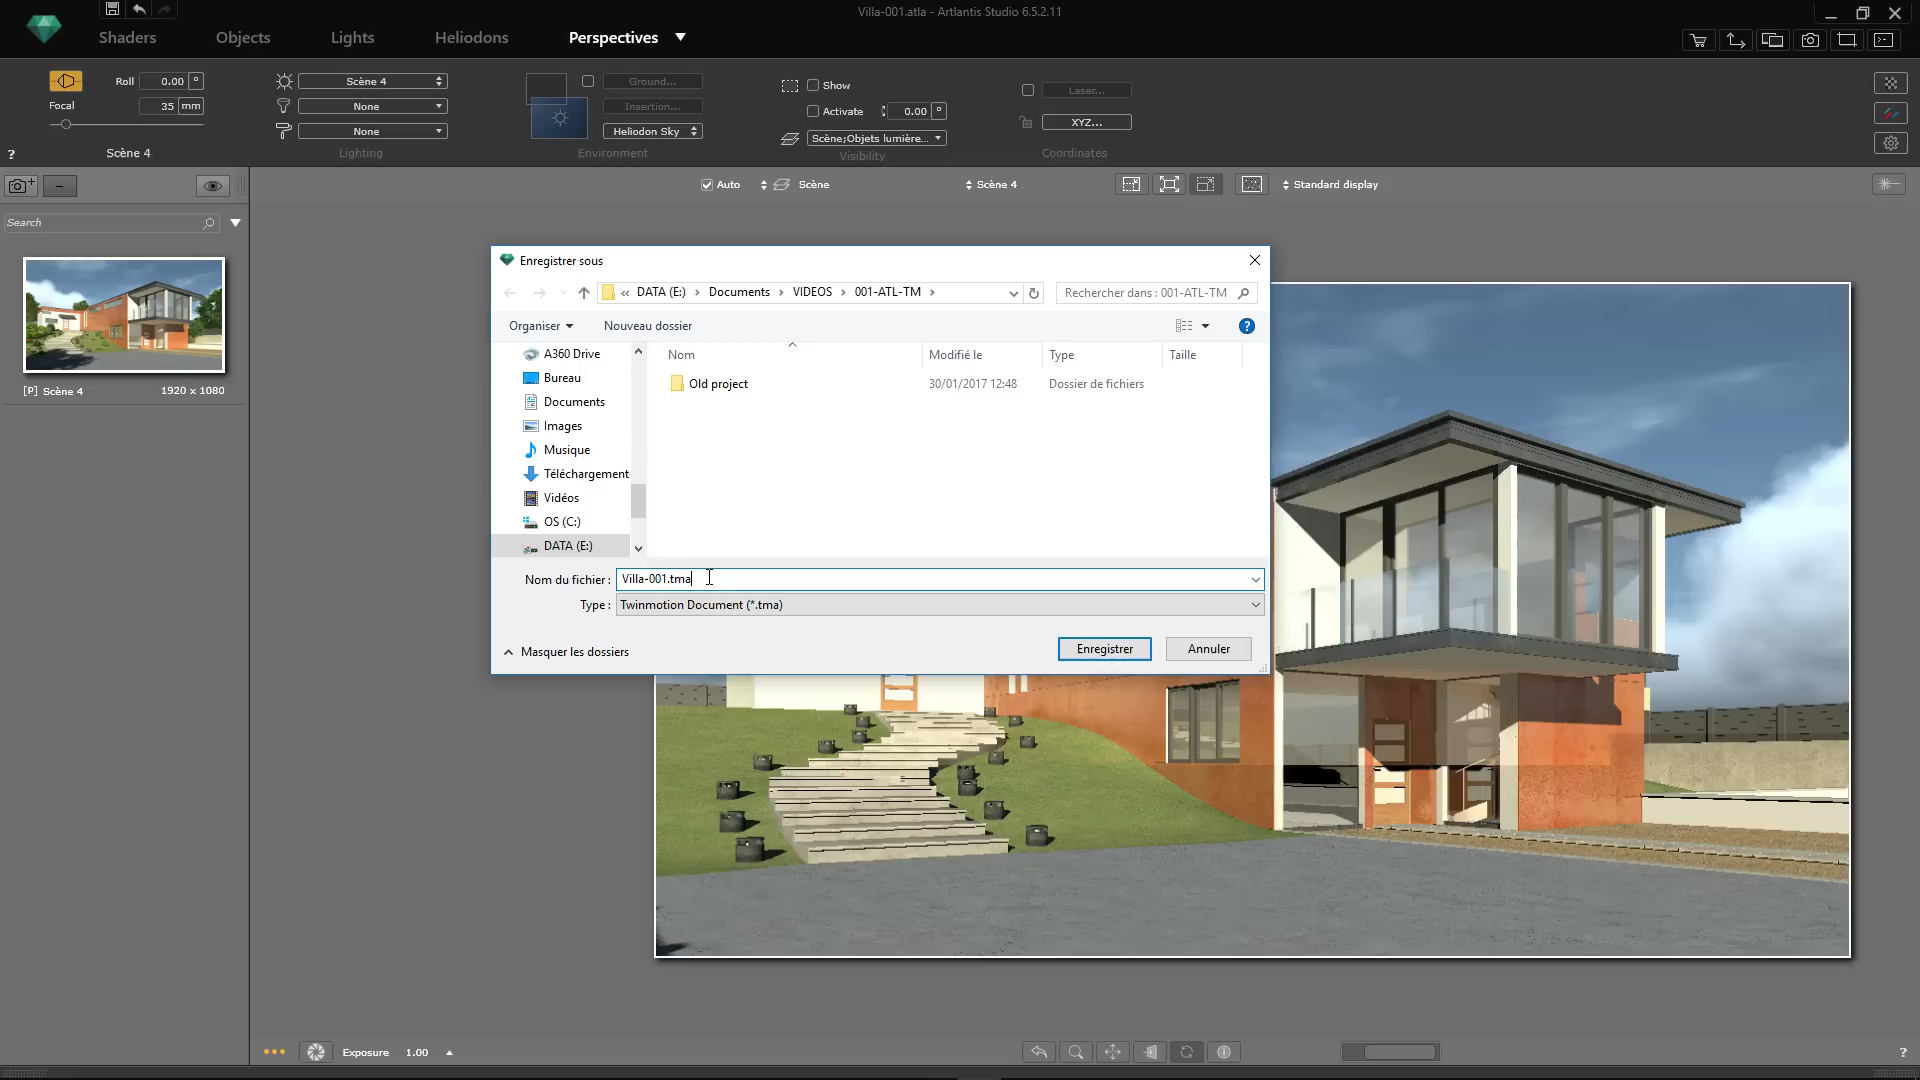 Villa-001.atla - Artlantis Studio 6.5.2.11
Shaders
Objects
Lights
Heliodons
Perspectives
Roll
0.00
°
Focal
35
mm
Scène 4
?
Scène 4
None
None
Lighting
Ground...
Insertion...
Heliodon Sky
Environment
Show
Activate
0.00
°
Scène;Objets lumière...
Visibility
Laser...
XYZ...
Coordinates
Auto
Scène
Scène 4
Standard display
Search
[P] Scène 4
1920 x 1080
Enregistrer sous
« DATA (E:) › Documents › VIDEOS › 001-ATL-TM ›
Rechercher dans : 001-ATL-TM
Organiser
Nouveau dossier
?
A360 Drive
Bureau
Documents
Images
Musique
Téléchargement
Vidéos
OS (C:)
DATA (E:)
Nom
Modifié le
Type
Taille
Old project
30/01/2017 12:48
Dossier de fichiers
Nom du fichier :
Villa-001.tma
Type :
Twinmotion Document (*.tma)
Masquer les dossiers
Enregistrer
Annuler
Exposure
1.00
?